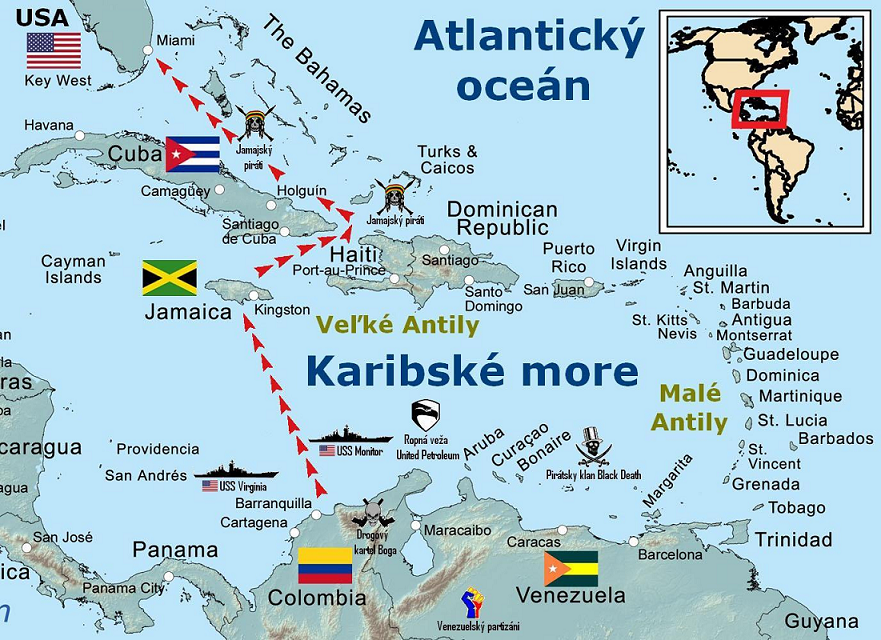 USA
Miami
Key West
The Bahamas
Atlantický
oceán
Havana
Cuba
Jamajský
piráti
Camagüey
Holguín
Turks &
Caicos
Jamajský piráti
Santiago
de Cuba
Dominican
Republic
Haiti
Port-au-Prince
Santiago
Santo
Domingo
Puerto
Rico
San Juan
Virgin
Islands
Cayman
Islands
Jamaica
Kingston
Anguilla
St. Martin
Barbuda
St. Kitts
Nevis
Antigua
Montserrat
Guadeloupe
Dominica
Martinique
St. Lucia
Barbados
St.
Vincent
Grenada
Tobago
Trinidad
Veľké Antily
Karibské more
Malé
Antily
ras
caragua
Providencia
San Andrés
USS Virginia
USS Monitor
Ropná veža
United Petroleum
Aruba
Curaçao
Bonaire
Pirátsky klan Black Death
Margarita
Barranquilla
Cartagena
Drogový
kartel Boga
Maracaibo
Caracas
Barcelona
San José
Panama
Panama City
Colombia
Venezuela
Venezuelský partizáni
Guyana